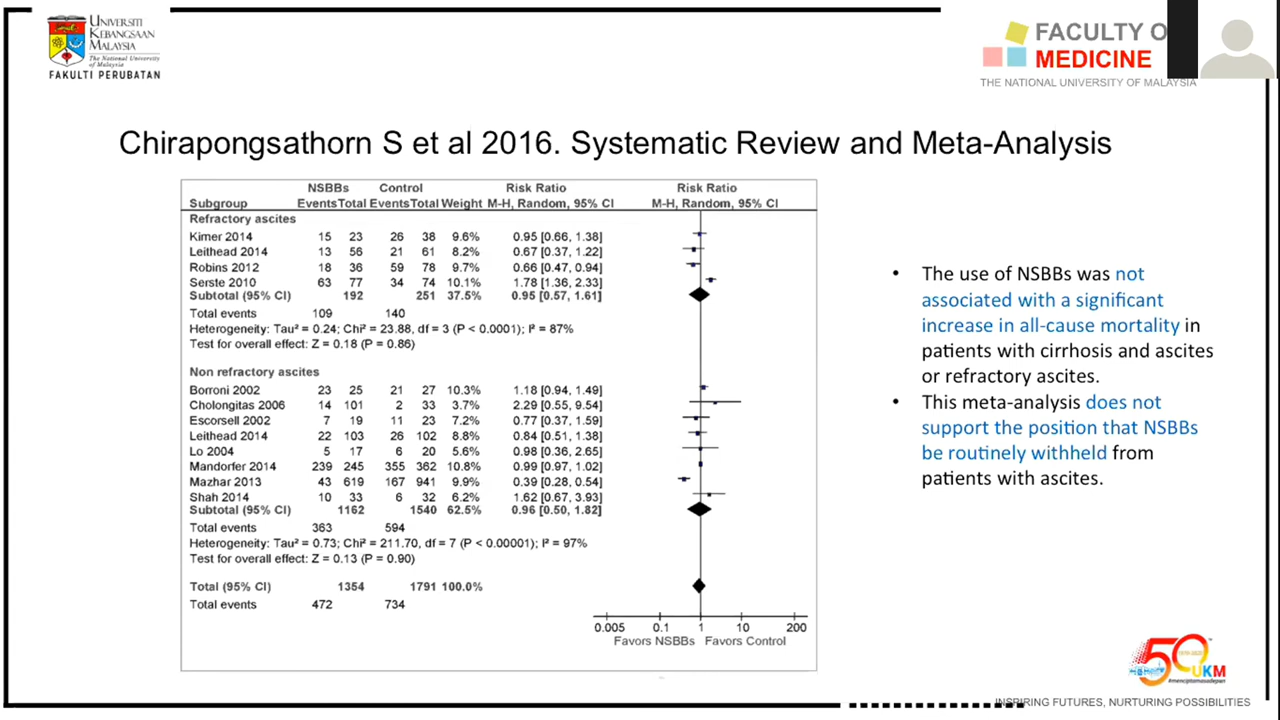 UNIVERSITI
KEBANGSAAN
MALAYSIA
The National University
of Malaysia
FAKULTI PERUBATAN
FACULTY O
MEDICINE
THE NATIONAL UNIVERSITY OF MALAYSIA
Chirapongsathorn S et al 2016. Systematic Review and Meta-Analysis
NSBBs Control Risk Ratio Risk Ratio
Subgroup Events Total Events Total Weight M-H, Random, 95% CI M-H, Random, 95% CI
Refractory ascites
Kimer 2014 15 23 26 38 9.6% 0.95 [0.66, 1.38]
Leithead 2014 13 56 21 61 8.2% 0.67 [0.37, 1.22]
Robins 2012 18 36 59 78 9.7% 0.66 [0.47, 0.94]
Serste 2010 63 77 34 74 10.1% 1.78 [1.36, 2.33]
Subtotal (95% CI) 192 251 37.5% 0.95 [0.57, 1.61]
Total events 109 140
Heterogeneity: Tau² = 0.24; Chi² = 23.88, df = 3 (P < 0.0001); I² = 87%
Test for overall effect: Z = 0.18 (P = 0.86)
Non refractory ascites
Borroni 2002 23 25 21 27 10.3% 1.18 [0.94, 1.49]
Cholongitas 2006 14 101 2 33 3.7% 2.29 [0.55, 9.54]
Escorsell 2002 7 19 11 23 7.2% 0.77 [0.37, 1.59]
Leithead 2014 22 103 26 102 8.8% 0.84 [0.51, 1.38]
Lo 2004 5 17 6 20 5.6% 0.98 [0.36, 2.65]
Mandorfer 2014 239 245 355 362 10.8% 0.99 [0.97, 1.02]
Mazhar 2013 43 619 167 941 9.9% 0.39 [0.28, 0.54]
Shah 2014 10 33 6 32 6.2% 1.62 [0.67, 3.93]
Subtotal (95% CI) 1162 1540 62.5% 0.96 [0.50, 1.82]
Total events 363 594
Heterogeneity: Tau² = 0.73; Chi² = 211.70, df = 7 (P < 0.00001); I² = 97%
Test for overall effect: Z = 0.13 (P = 0.90)
Total (95% CI) 1354 1791 100.0%
Total events 472 734
0.005 0.1 1 10 200
Favors NSBBs Favors Control
• The use of NSBBs was not
associated with a significant
increase in all-cause mortality in
patients with cirrhosis and ascites
or refractory ascites.
• This meta-analysis does not
support the position that NSBBs
be routinely withheld from
patients with ascites.
50
UKM
#menciptamasadepan
INSPIRING FUTURES, NURTURING POSSIBILITIES